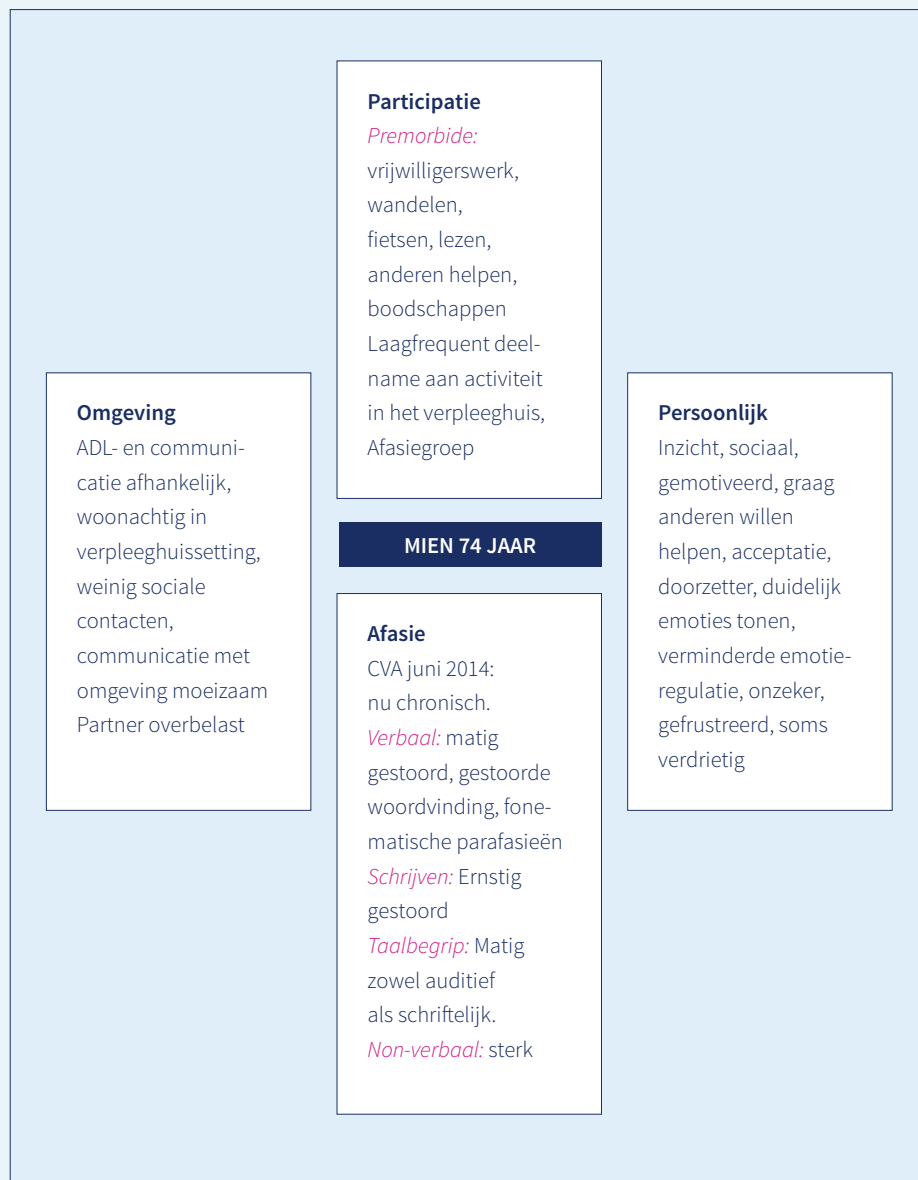 Participatie
Premorbide:
vrijwilligerswerk,
wandelen,
fietsen, lezen,
anderen helpen,
boodschappen
Laagfrequent deel-
name aan activiteit
in het verpleeghuis,
Afasiegroep
Omgeving
ADL- en communi-
catie afhankelijk,
woonachtig in
verpleeghuissetting,
weinig sociale
contacten,
communicatie met
omgeving moeizaam
Partner overbelast
MIEN 74 JAAR
Persoonlijk
Inzicht, sociaal,
gemotiveerd, graag
anderen willen
helpen, acceptatie,
doorzetter, duidelijk
emoties tonen,
verminderde emotie-
regulatie, onzeker,
gefrustreerd, soms
verdrietig
Afasie
CVA juni 2014:
nu chronisch.
Verbaal: matig
gestoord, gestoorde
woordvinding, fone-
matische parafasieën
Schrijven: Ernstig
gestoord
Taalbegrip: Matig
zowel auditief
als schriftelijk.
Non-verbaal: sterk